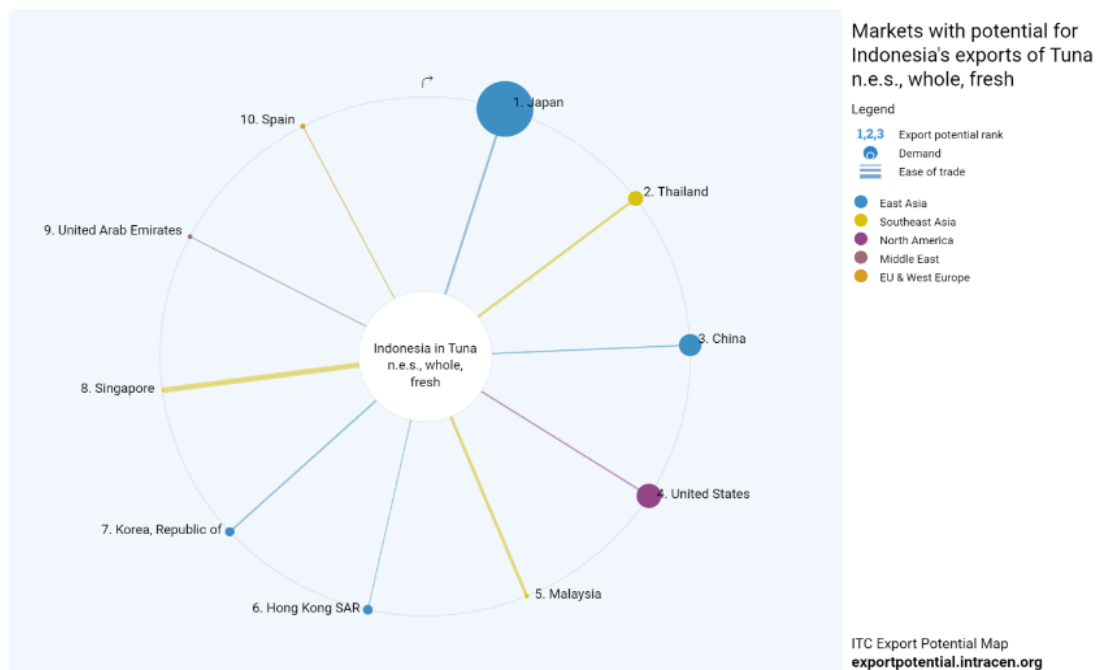 Markets with potential for
Indonesia's exports of Tuna
n.e.s., whole, fresh
Legend
1,2,3 Export potential rank
Demand
Ease of trade
East Asia
Southeast Asia
North America
Middle East
EU & West Europe
1. Japan
2. Thailand
3. China
4. United States
5. Malaysia
6. Hong Kong SAR
7. Korea, Republic of
8. Singapore
9. United Arab Emirates
10. Spain
Indonesia in Tuna
n.e.s., whole,
fresh
ITC Export Potential Map
exportpotential.intracen.org